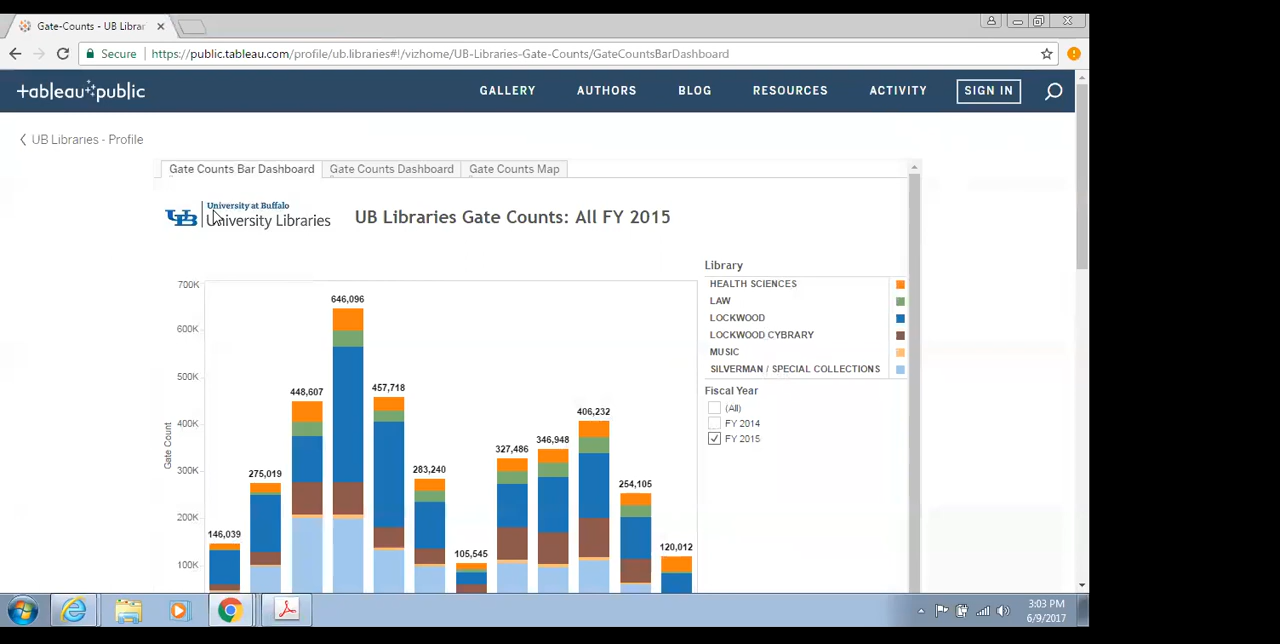 Gate-Counts - UB Librar
Secure
https://public.tableau.com/profile/ub.libraries#!/vizhome/UB-Libraries-Gate-Counts/GateCountsBarDashboard
+ableau public
GALLERY AUTHORS BLOG RESOURCES ACTIVITY SIGN IN
UB Libraries - Profile
Gate Counts Bar Dashboard Gate Counts Dashboard Gate Counts Map
UB University at Buffalo
University Libraries
UB Libraries Gate Counts: All FY 2015
Library
HEALTH SCIENCES
LAW
LOCKWOOD
LOCKWOOD CYBRARY
MUSIC
SILVERMAN / SPECIAL COLLECTIONS
Fiscal Year
(All)
FY 2014
FY 2015
Gate Count
700K
600K
500K
400K
300K
200K
100K
146,039
275,019
448,607
646,096
457,718
283,240
105,545
327,486
346,948
406,232
254,105
120,012
3:03 PM
6/9/2017